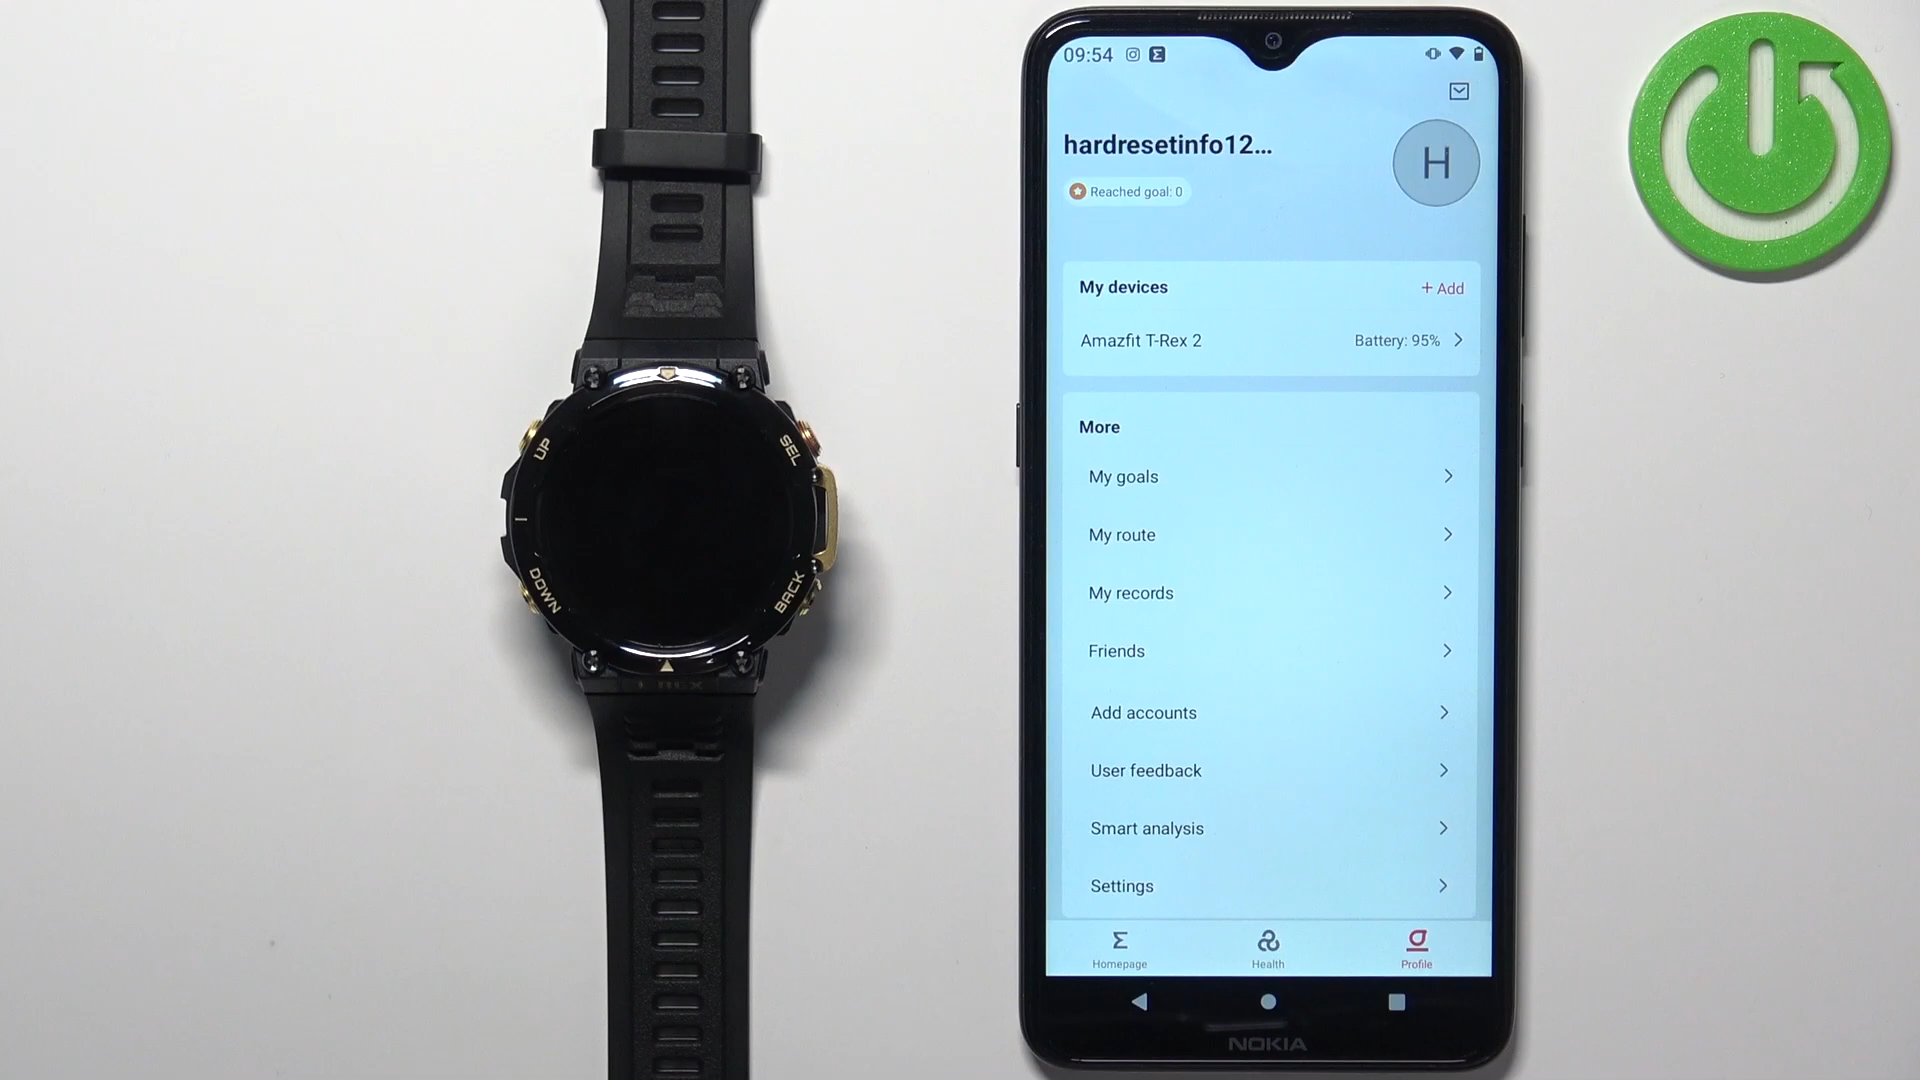 UP
SEL
DOWN
BACK
T-REX
09:54
hardresetinfo12...
H
Reached goal: 0
My devices
+ Add
Amazfit T-Rex 2
Battery: 95%
More
My goals
My route
My records
Friends
Add accounts
User feedback
Smart analysis
Settings
Homepage
Health
Profile
NOKIA